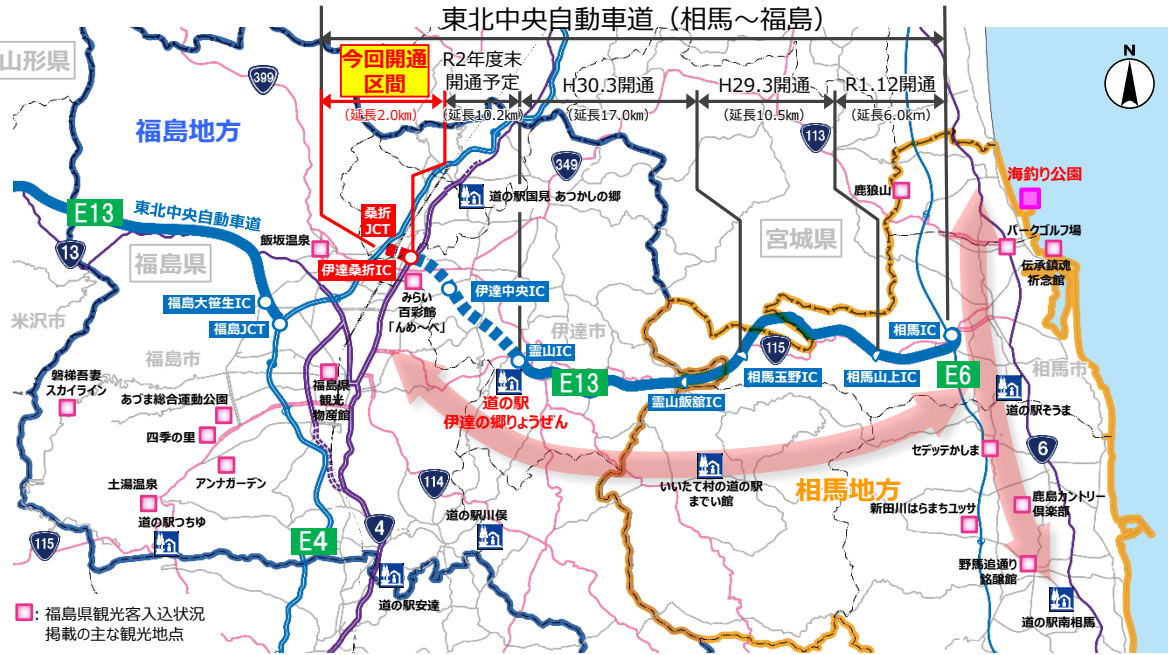 東北中央自動車道（相馬～福島）
今回開通
区間
（延長2.0km）
R2年度末
開通予定
（延長10.2km）
H30.3開通
（延長17.0km）
H29.3開通
（延長10.5km）
R1.12開通
（延長6.0km）
N
山形県
399
福島地方
349
113
鹿狼山
海釣り公園
道の駅国見 あつかしの郷
E13
東北中央自動車道
桑折
JCT
飯坂温泉
宮城県
パークゴルフ場
伝承鎮魂
祈念館
13
福島県
伊達桑折IC
みらい
百彩館
「んめ～べ」
伊達中央IC
福島大笹生IC
福島JCT
米沢市
伊達市
相馬IC
霊山IC
115
福島市
相馬玉野IC
相馬山上IC
E6
相馬市
磐梯吾妻
スカイライン
福島県
観光
物産館
E13
霊山飯舘IC
道の駅
伊達の郷りょうぜん
道の駅そうま
あづま総合運動公園
四季の里
セデッテかしま
6
アンナガーデン
いいたて村の道の駅
までい館
相馬地方
114
土湯温泉
道の駅つちゆ
道の駅川俣
鹿島カントリー
倶楽部
新田川はらまちユッサ
115
E4
4
野馬追通り
銘醸館
道の駅安達
道の駅南相馬
：福島県観光客入込状況
掲載の主な観光地点